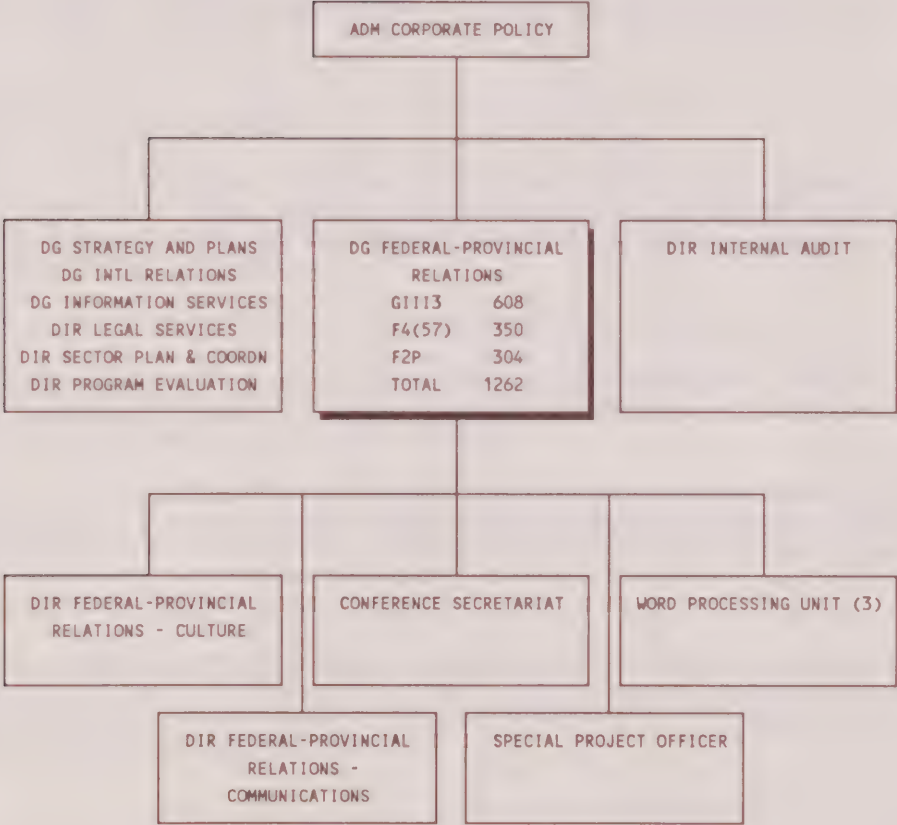 ADM CORPORATE POLICY
DG STRATEGY AND PLANS
DG INTL RELATIONS
DG INFORMATION SERVICES
DIR LEGAL SERVICES
DIR SECTOR PLAN & COORDN
DIR PROGRAM EVALUATION
DG FEDERAL-PROVINCIAL
RELATIONS
GIII3 608
F4(57) 350
F2P 304
TOTAL 1262
DIR INTERNAL AUDIT
DIR FEDERAL-PROVINCIAL
RELATIONS - CULTURE
CONFERENCE SECRETARIAT
WORD PROCESSING UNIT (3)
DIR FEDERAL-PROVINCIAL
RELATIONS -
COMMUNICATIONS
SPECIAL PROJECT OFFICER